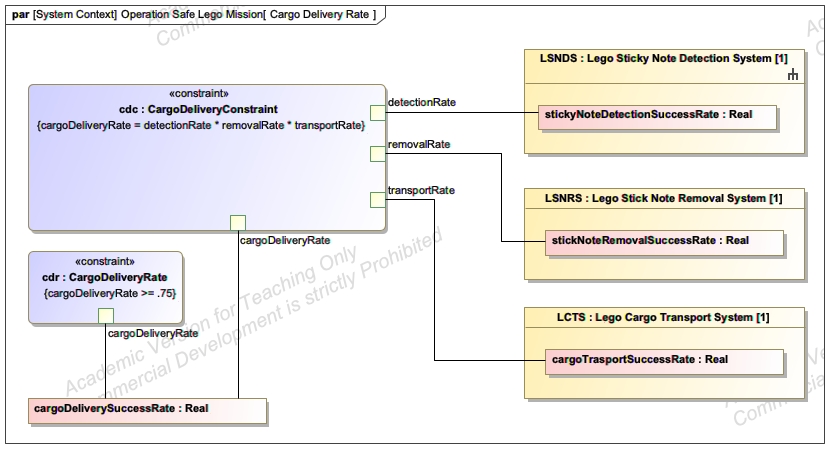 par [System Context] Operation Safe Lego Mission[ Cargo Delivery Rate ]
«constraint»
cdc : CargoDeliveryConstraint
{cargoDeliveryRate = detectionRate * removalRate * transportRate}
detectionRate
removalRate
transportRate
cargoDeliveryRate
«constraint»
cdr : CargoDeliveryRate
{cargoDeliveryRate >= .75}
cargoDeliveryRate
cargoDeliverySuccessRate : Real
LSNDS : Lego Sticky Note Detection System [1]
stickyNoteDetectionSuccessRate : Real
LSNRS : Lego Stick Note Removal System [1]
stickNoteRemovalSuccessRate : Real
LCTS : Lego Cargo Transport System [1]
cargoTrasportSuccessRate : Real
Academic Version for Teaching Only
mmercial Development is strictly Prohibited